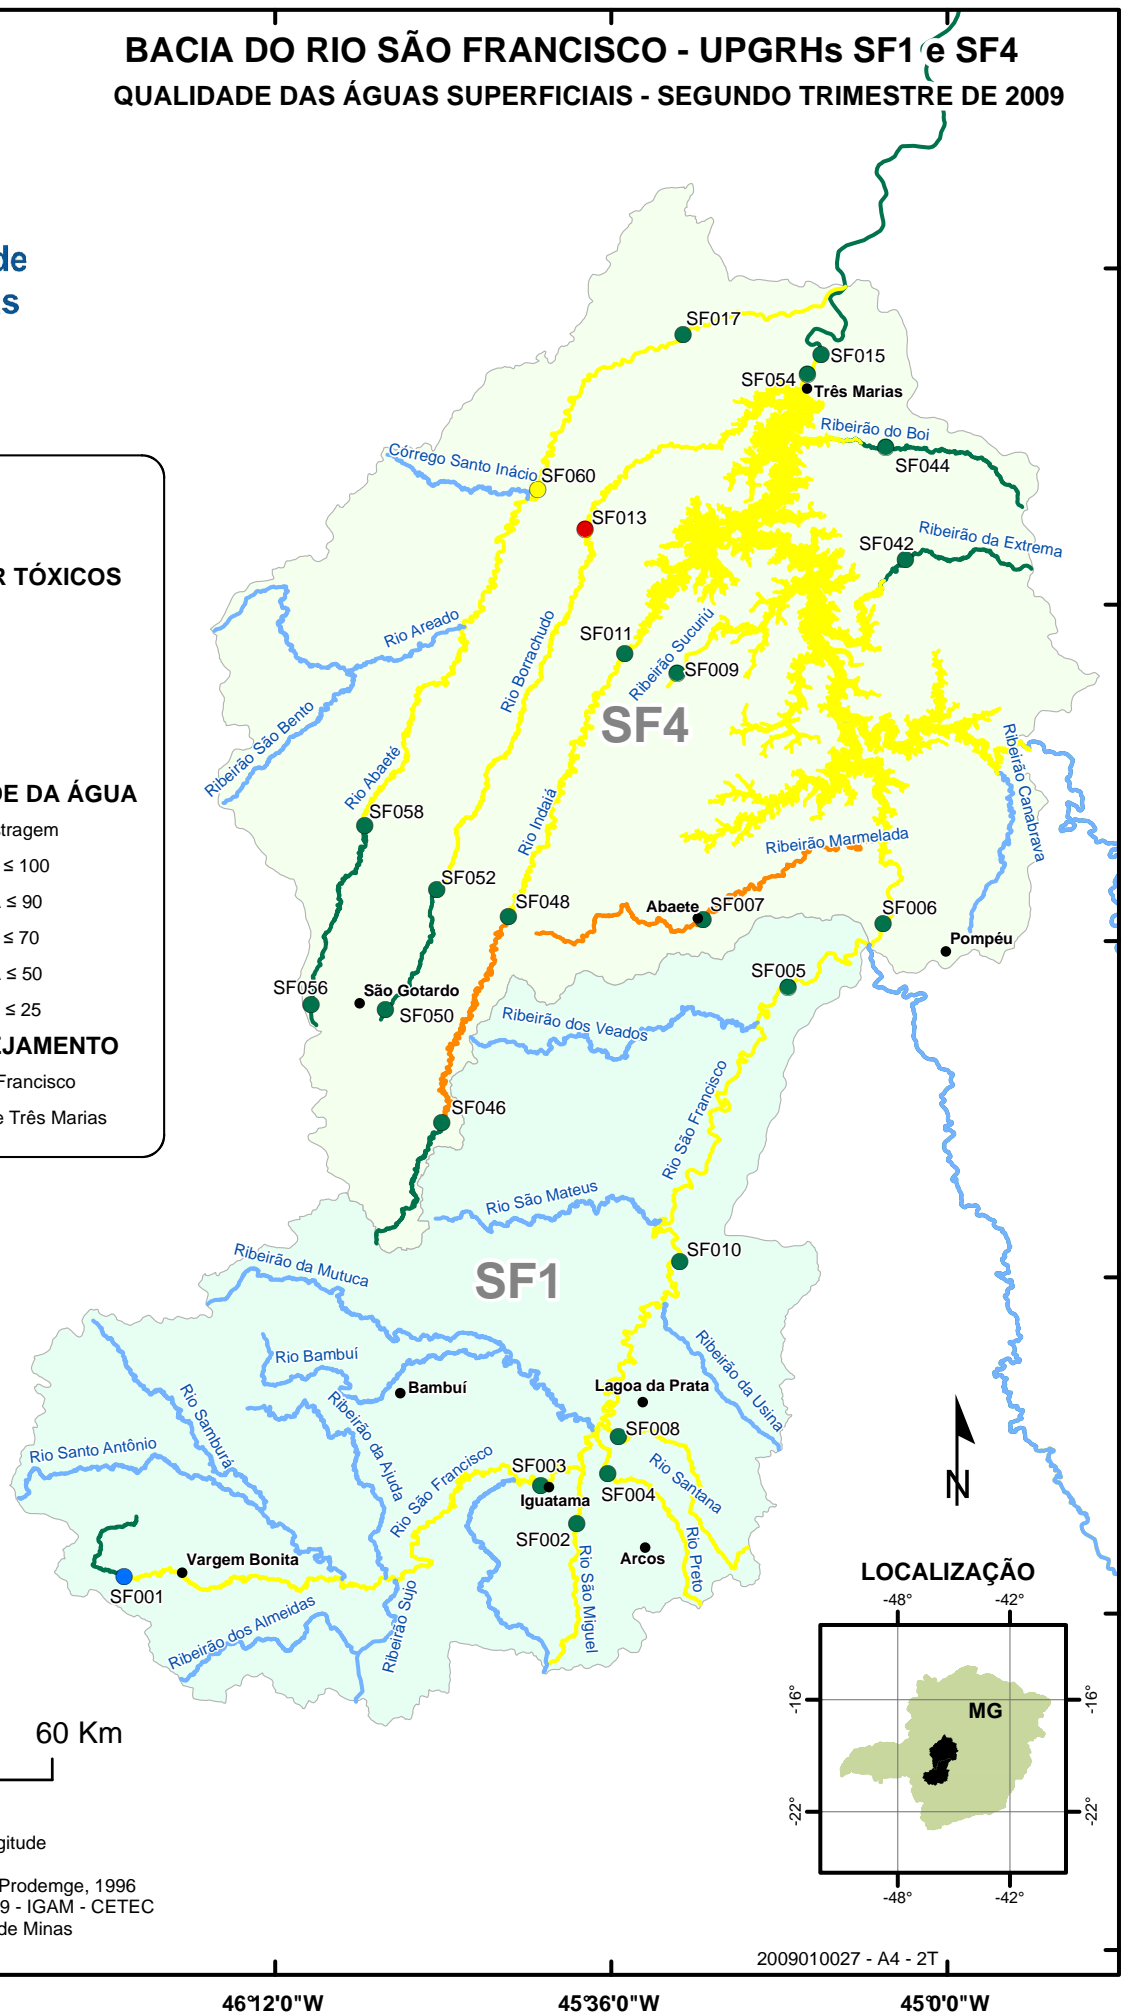 BACIA DO RIO SÃO FRANCISCO - UPGRHs SF1 e SF4
QUALIDADE DAS ÁGUAS SUPERFICIAIS - SEGUNDO TRIMESTRE DE 2009
de
s
SF017
SF015
SF054
Três Marias
Ribeirão do Boi
SF044
Córrego Santo Inácio
SF060
SF013
Ribeirão da Extrema
SF042
R TÓXICOS
Rio Areado
Rio Borrachudo
SF011
Ribeirão Sucuriú
SF009
SF4
Ribeirão São Bento
Rio Abaeté
Ribeirão Canabrava
DE DA ÁGUA
SF058
Rio Indaiá
Ribeirão Marmelada
tragem
≤ 100
≤ 90
≤ 70
≤ 50
≤ 25
SF052
SF048
Abaete
SF007
SF006
Pompéu
SF005
SF056
São Gotardo
SF050
Ribeirão dos Veados
EJAMENTO
Francisco
e Três Marias
Rio São Francisco
SF046
Rio São Mateus
SF010
Ribeirão da Mutuca
SF1
Rio Bambuí
Bambuí
Ribeirão da Usina
Lagoa da Prata
Rio Samburá
Ribeirão da Ajuda
SF008
Rio Santo Antônio
Rio São Francisco
SF003
Iguatama
SF004
Rio Santana
SF002
Arcos
Rio Preto
Rio São Miguel
Vargem Bonita
SF001
Ribeirão dos Almeidas
Ribeirão Sujo
N
LOCALIZAÇÃO
-48° -42°
-16° -16°
MG
-22° -22°
-48° -42°
60 Km
gitude
Prodemge, 1996
9 - IGAM - CETEC
de Minas
2009010027 - A4 - 2T
46°12'0"W 45°36'0"W 45°0'0"W